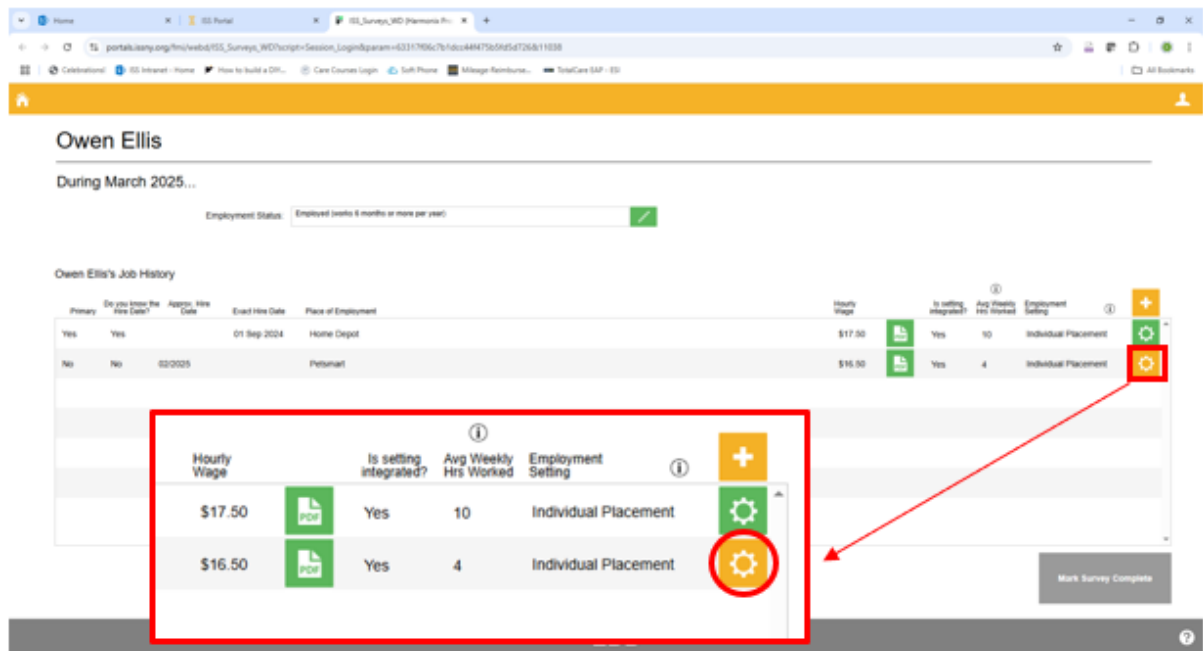 Home
ISS Portal
ISS_Surveys_WD (Harmonia Pr
portals.issny.org/fmi/webd/ISS_Surveys_WD?script=Session_Login&param=
Celebrations! ISS Intranet - Home How to build a DIY... Care Courses Login Soft Phone Mileage Reimburse... TotalCare EAP - ESI All Bookmarks
Owen Ellis
During March 2025...
Employment Status: Employed (works 6 months or more per year)
Owen Ellis's Job History
Primary Do you know the Hire Date? Approx. Hire Date Exact Hire Date Place of Employment Hourly Wage Is setting integrated? Avg Weekly Hrs Worked Employment Setting
Yes Yes 01 Sep 2024 Home Depot $17.50 PDF Yes 10 Individual Placement
No No 02/2025 Petsmart $16.50 PDF Yes 4 Individual Placement
Hourly Wage Is setting integrated? Avg Weekly Hrs Worked Employment Setting
$17.50 PDF Yes 10 Individual Placement
$16.50 PDF Yes 4 Individual Placement
Mark Survey Complete